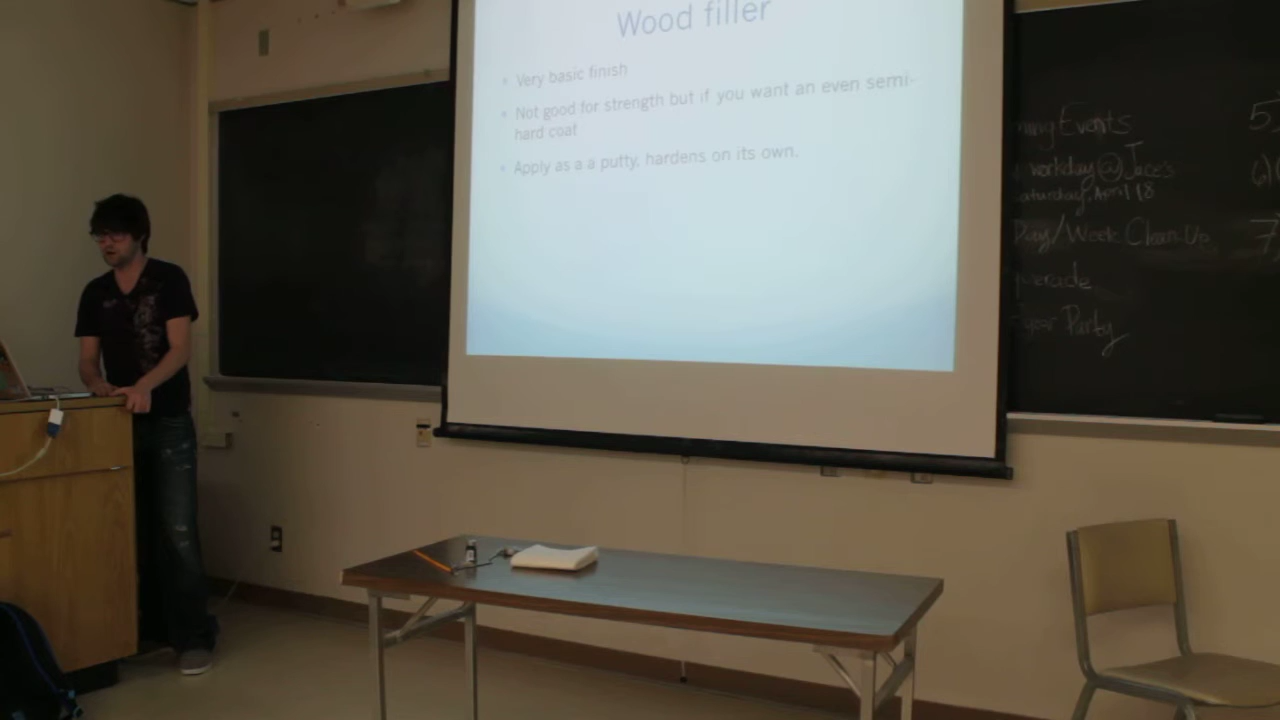 Wood filler
• Very basic finish
• Not good for strength but if you want an even semi-
hard coat
• Apply as a a putty, hardens on its own.
Events
workday@Jace's
Saturday, April 18
Day/Week Clean Up
Party